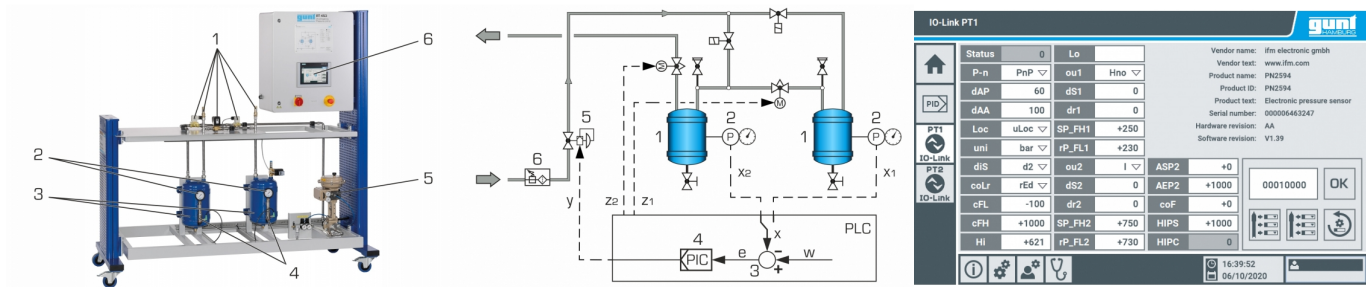 1
gunt
6
2
3
5
4
M
5
6
1
2
P
X2
y
Z2
Z1
M
1
2
P
X1
PLC
x
4
PIC
e
3
w
IO-Link PT1
gunt
HAMBURG
Status 0 Lo
P-n PnP ou1 Hno
dAP 60 dS1 0
dAA 100 dr1 0
Loc uLoc SP_FH1 +250
uni bar rP_FL1 +230
diS d2 ou2 I ASP2 +0
coLr rEd dS2 0 AEP2 +1000
cFL -100 dr2 0 coF +0
cFH +1000 SP_FH2 +750 HIPS +1000
Hi +621 rP_FL2 +730 HIPC 0
Vendor name: ifm electronic gmbh
Vendor text: www.ifm.com
Product name: PN2594
Product ID: PN2594
Product text: Electronic pressure sensor
Serial number: 000006463247
Hardware revision: AA
Software revision: V1.39
PID
PT1
IO-Link
PT2
IO-Link
00010000 OK
16:39:52
06/10/2020